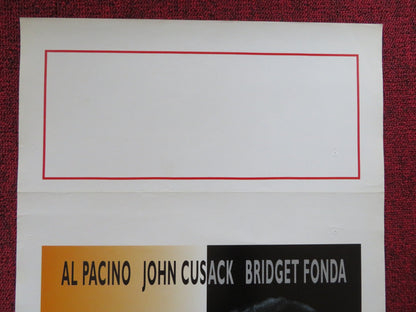 AL PACINO JOHN CUSACK BRIDGET FONDA